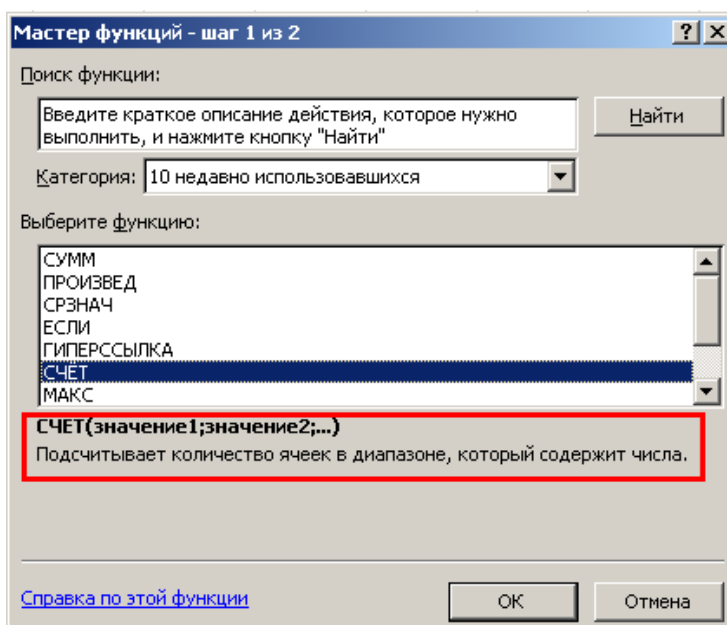 Мастер функций - шаг 1 из 2
Поиск функции:
Введите краткое описание действия, которое нужно
выполнить, и нажмите кнопку "Найти"
Найти
Категория: 10 недавно использовавшихся
Выберите функцию:
СУММ
ПРОИЗВЕД
СРЗНАЧ
ЕСЛИ
ГИПЕРССЫЛКА
СЧЁТ
МАКС
СЧЕТ(значение1;значение2;...)
Подсчитывает количество ячеек в диапазоне, который содержит числа.
Справка по этой функции
ОК
Отмена